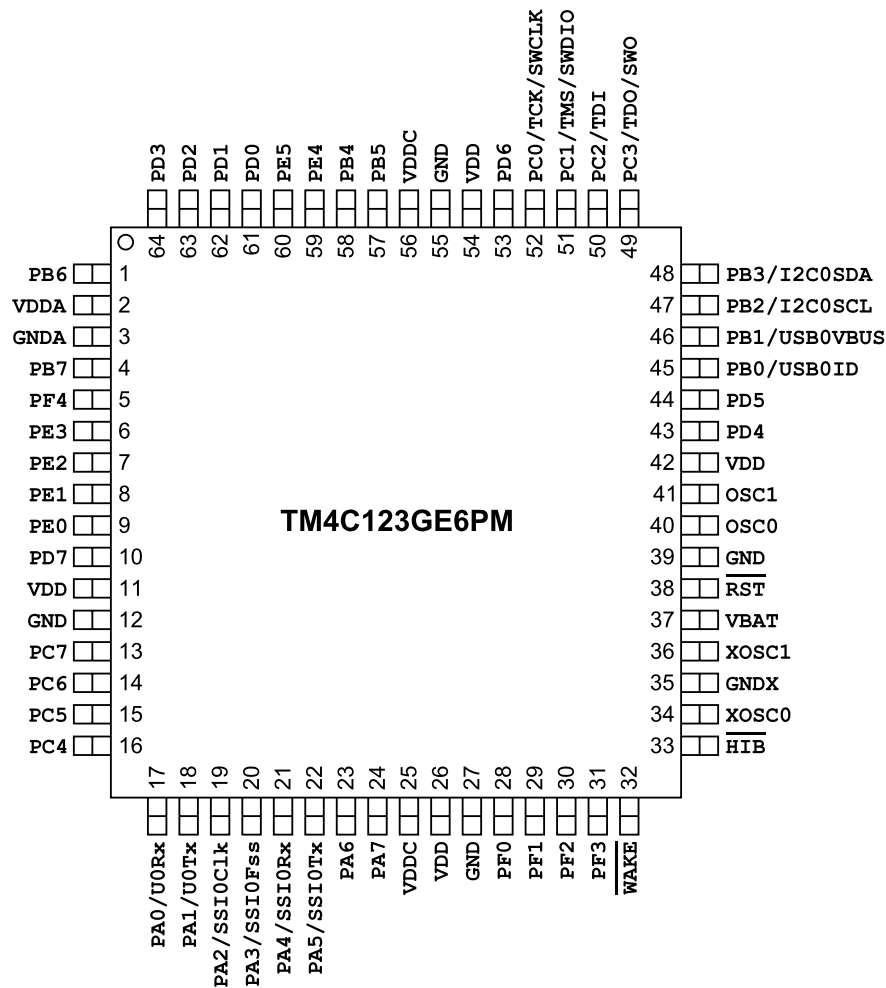 PD3
PD2
PD1
PD0
PE5
PE4
PB4
PB5
VDDC
GND
VDD
PD6
PC0/TCK/SWCLK
PC1/TMS/SWDIO
PC2/TDI
PC3/TDO/SWO
64
63
62
61
60
59
58
57
56
55
54
53
52
51
50
49
PB6 1
VDDA 2
GNDA 3
PB7 4
PF4 5
PE3 6
PE2 7
PE1 8
PE0 9
PD7 10
VDD 11
GND 12
PC7 13
PC6 14
PC5 15
PC4 16
TM4C123GE6PM
48 PB3/I2C0SDA
47 PB2/I2C0SCL
46 PB1/USB0VBUS
45 PB0/USB0ID
44 PD5
43 PD4
42 VDD
41 OSC1
40 OSC0
39 GND
38 RST
37 VBAT
36 XOSC1
35 GNDX
34 XOSC0
33 HIB
17
18
19
20
21
22
23
24
25
26
27
28
29
30
31
32
PA0/U0Rx
PA1/U0Tx
PA2/SSI0Clk
PA3/SSI0Fss
PA4/SSI0Rx
PA5/SSI0Tx
PA6
PA7
VDDC
VDD
GND
PF0
PF1
PF2
PF3
WAKE